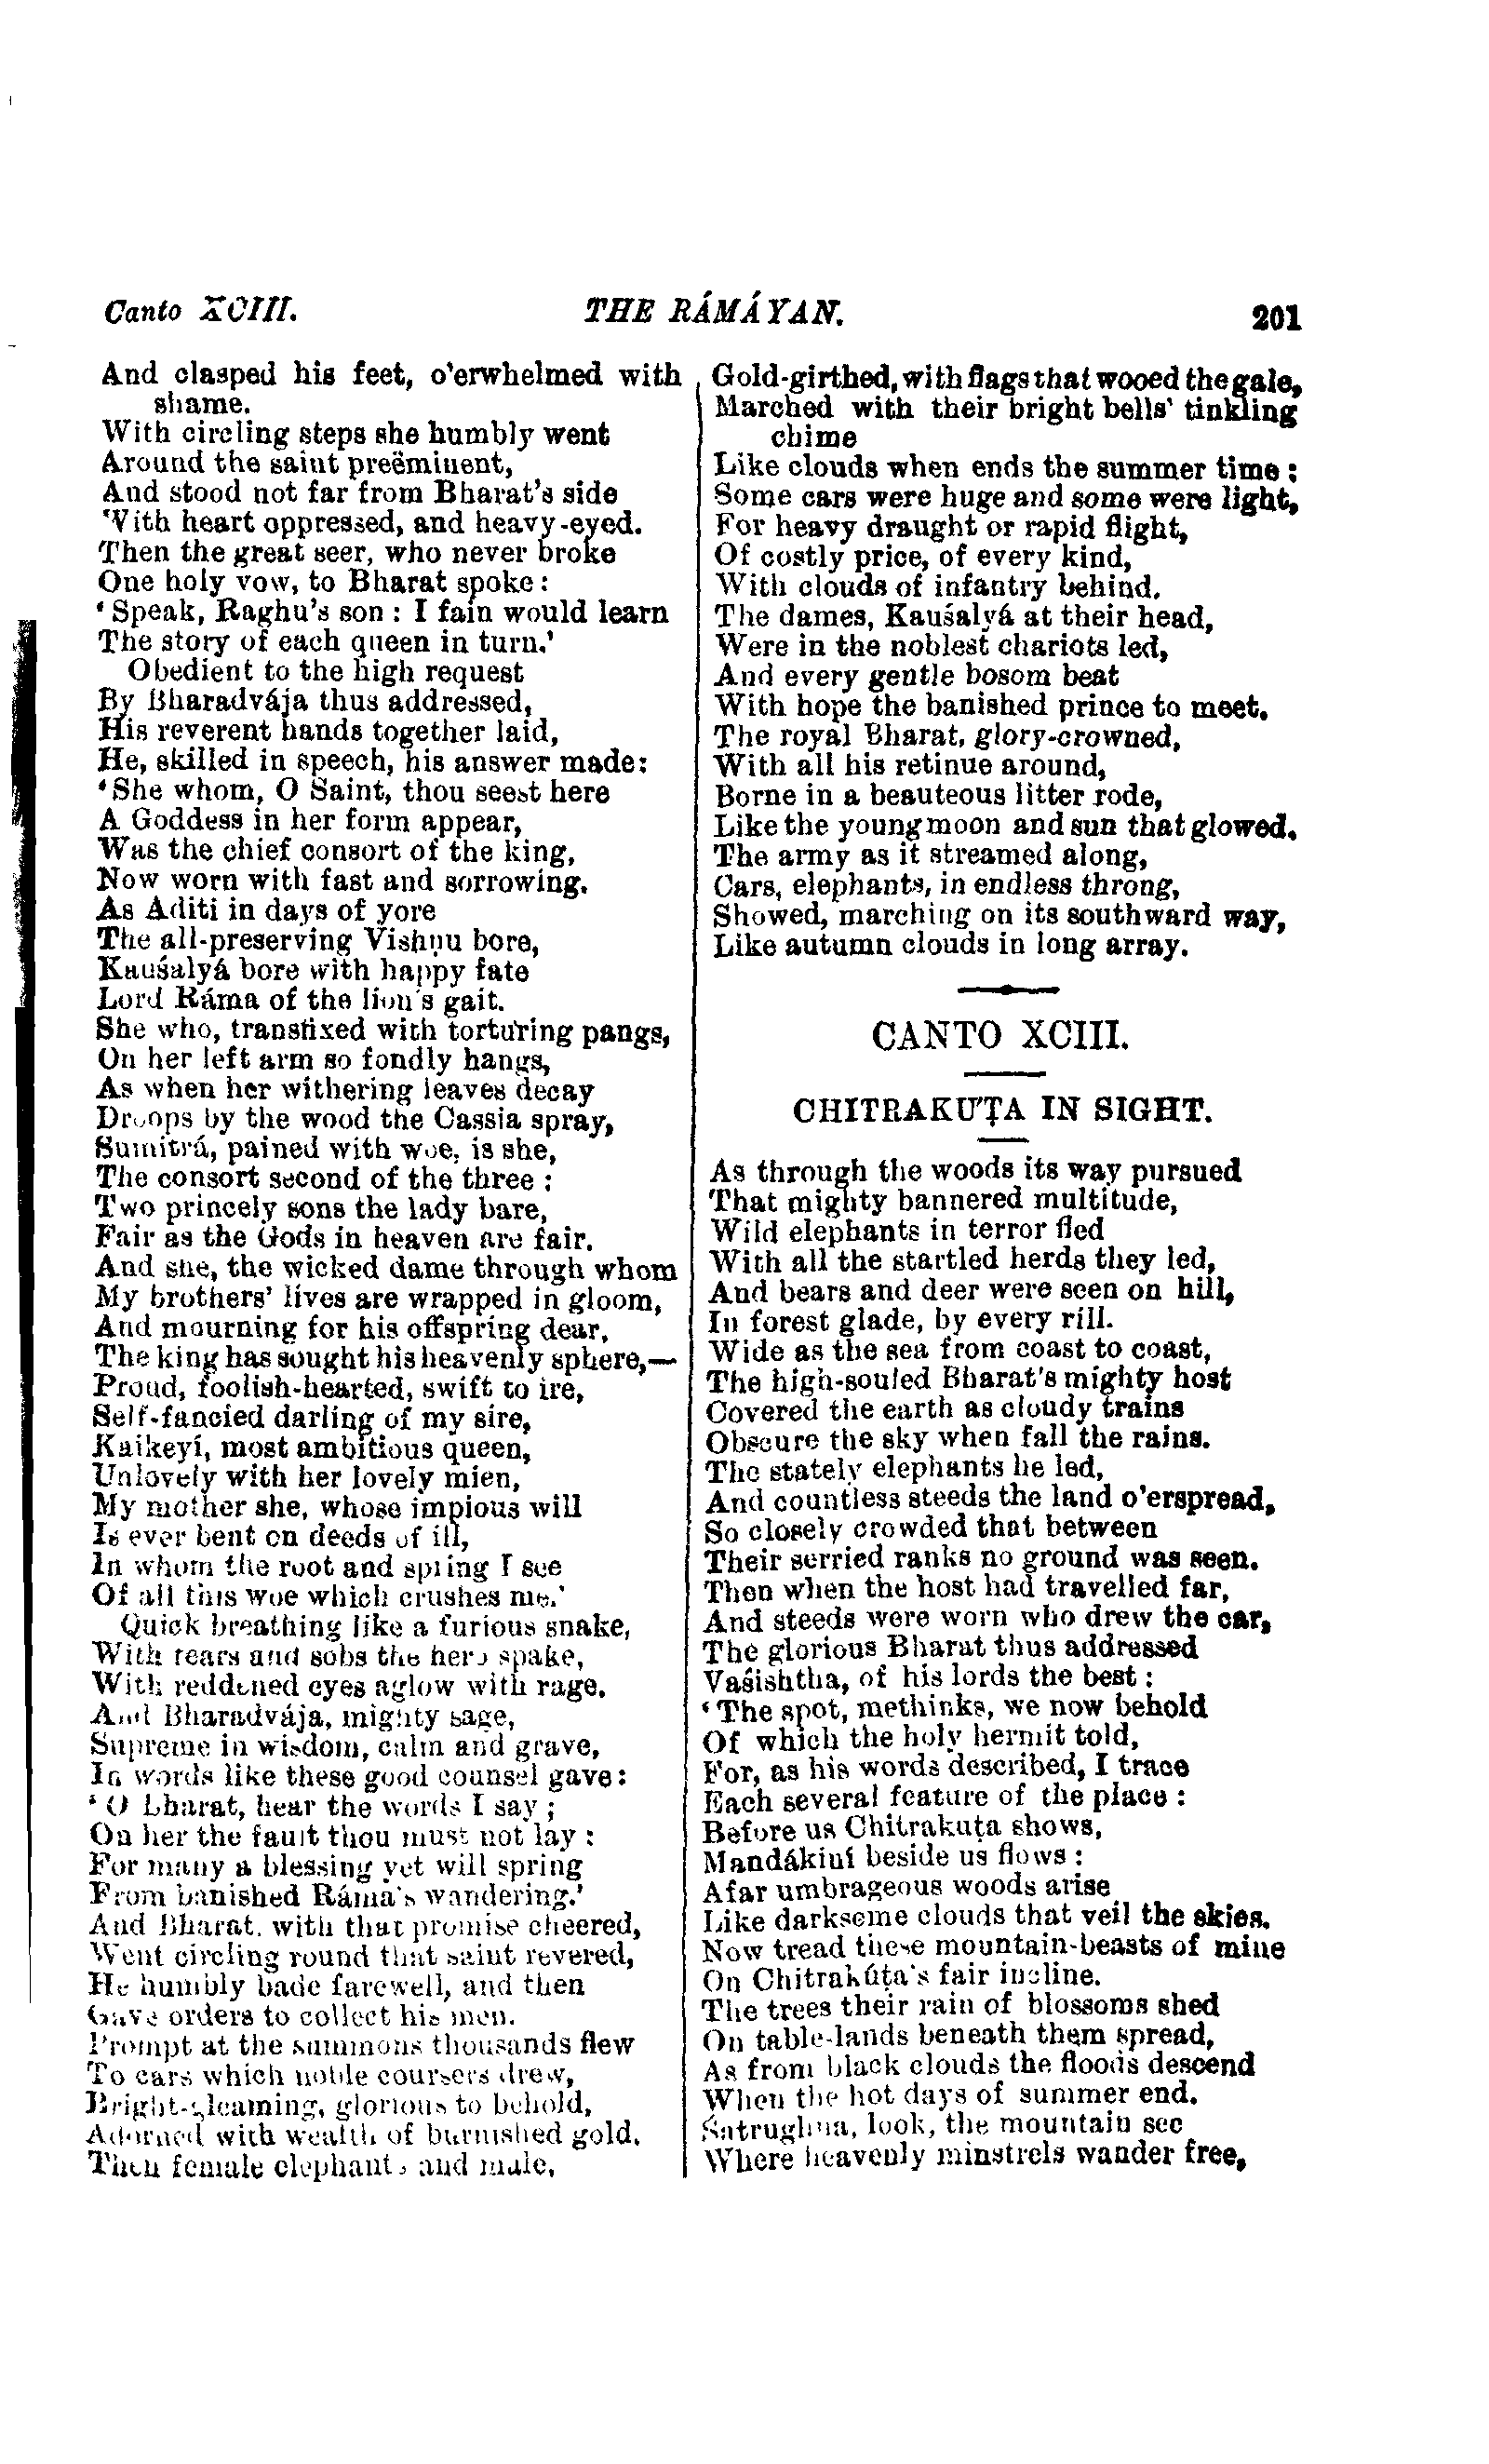 Canto XCIII.
THE RÁMÁYAN.
201
And clasped his feet, o'erwhelmed with
shame.
With circling steps she humbly went
Around the saint preëminent,
And stood not far from Bharat's side
With heart oppressed, and heavy-eyed.
Then the great seer, who never broke
One holy vow, to Bharat spoke:
'Speak, Raghu's son : I fain would learn
The story of each queen in turn.'
Obedient to the high request
By Bharadvája thus addressed,
His reverent hands together laid,
He, skilled in speech, his answer made:
'She whom, O Saint, thou seest here
A Goddess in her form appear,
Was the chief consort of the king,
Now worn with fast and sorrowing.
As Aditi in days of yore
The all-preserving Vishṇu bore,
Kauśalyá bore with happy fate
Lord Ráma of the lion's gait.
She who, transfixed with torturing pangs,
On her left arm so fondly hangs,
As when her withering leaves decay
Droops by the wood the Cassia spray,
Sumitrá, pained with woe, is she,
The consort second of the three :
Two princely sons the lady bare,
Fair as the Gods in heaven are fair.
And she, the wicked dame through whom
My brothers' lives are wrapped in gloom,
And mourning for his offspring dear,
The king has sought his heavenly sphere,—
Proud, foolish-hearted, swift to ire,
Self-fancied darling of my sire,
Kaikeyí, most ambitious queen,
Unlovely with her lovely mien,
My mother she, whose impious will
Is ever bent on deeds of ill,
In whom the root and spring I see
Of all this woe which crushes me.'
Quick breathing like a furious snake,
With tears and sobs the hero spake,
With reddened eyes aglow with rage.
And Bharadvája, mighty sage,
Supreme in wisdom, calm and grave,
In words like these good counsel gave:
'O Bharat, hear the words I say ;
On her the fault thou must not lay :
For many a blessing yet will spring
From banished Ráma's wandering.'
And Bharat, with that promise cheered,
Went circling round that saint revered,
He humbly bade farewell, and then
Gave orders to collect his men.
Prompt at the summons thousands flew
To cars which noble coursers drew,
Bright-gleaming, glorious to behold,
Adorned with wealth of burnished gold.
Then female elephants and male,
Gold-girthed, with flags that wooed the gale,
Marched with their bright bells' tinkling
chime
Like clouds when ends the summer time :
Some cars were huge and some were light,
For heavy draught or rapid flight,
Of costly price, of every kind,
With clouds of infantry behind.
The dames, Kauśalyá at their head,
Were in the noblest chariots led,
And every gentle bosom beat
With hope the banished prince to meet.
The royal Bharat, glory-crowned,
With all his retinue around,
Borne in a beauteous litter rode,
Like the young moon and sun that glowed.
The army as it streamed along,
Cars, elephants, in endless throng,
Showed, marching on its southward way,
Like autumn clouds in long array.
CANTO XCIII.
CHITRAKUṬA IN SIGHT.
As through the woods its way pursued
That mighty bannered multitude,
Wild elephants in terror fled
With all the startled herds they led,
And bears and deer were seen on hill,
In forest glade, by every rill.
Wide as the sea from coast to coast,
The high-souled Bharat's mighty host
Covered the earth as cloudy trains
Obscure the sky when fall the rains.
The stately elephants he led,
And countless steeds the land o'erspread,
So closely crowded that between
Their serried ranks no ground was seen.
Then when the host had travelled far,
And steeds were worn who drew the car,
The glorious Bharat thus addressed
Vaśishtha, of his lords the best :
'The spot, methinks, we now behold
Of which the holy hermit told,
For, as his words described, I trace
Each several feature of the place :
Before us Chitrakuṭa shows,
Mandákiní beside us flows :
Afar umbrageous woods arise
Like darksome clouds that veil the skies.
Now tread these mountain-beasts of mine
On Chitrakúṭa's fair incline.
The trees their rain of blossoms shed
On table-lands beneath them spread,
As from black clouds the floods descend
When the hot days of summer end.
Śatrughna, look, the mountain see
Where heavenly minstrels wander free,